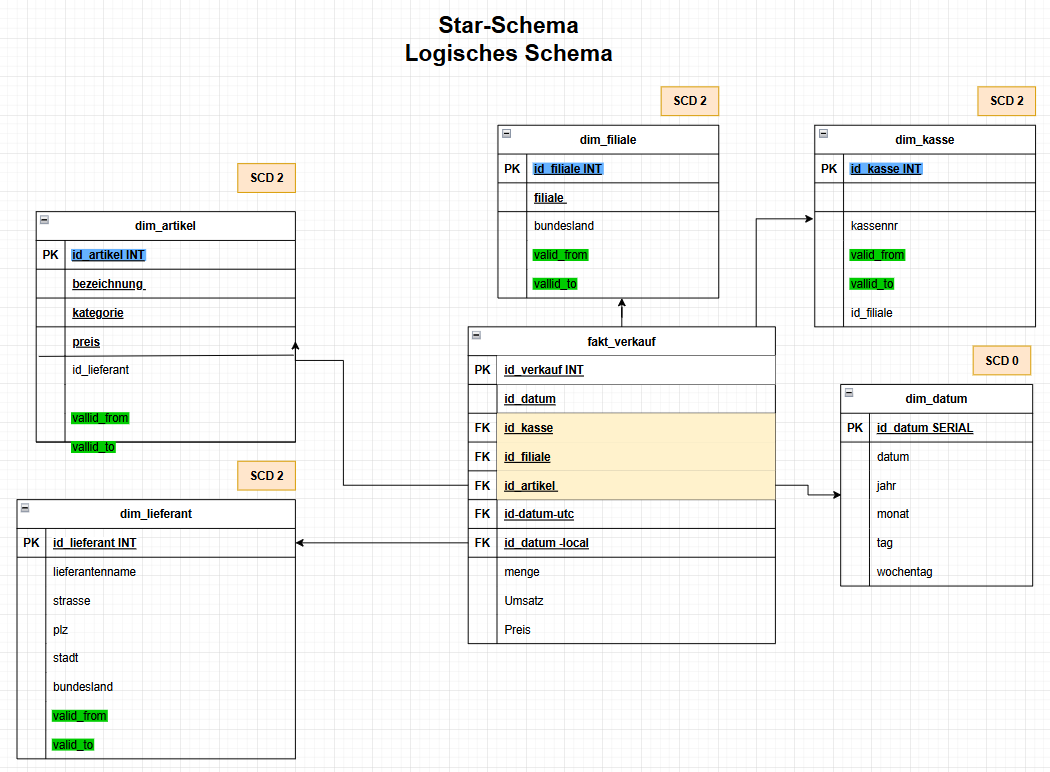 Star-Schema
Logisches Schema
SCD 2
dim_filiale
PK id_filiale INT
filiale
bundesland
valid_from
vallid_to
SCD 2
dim_kasse
PK id_kasse INT
kassennr
valid_from
vallid_to
id_filiale
SCD 2
dim_artikel
PK id_artikel INT
bezeichnung
kategorie
preis
id_lieferant
vallid_from
vallid_to
fakt_verkauf
PK id_verkauf INT
id_datum
FK id_kasse
FK id_filiale
FK id_artikel
FK id-datum-utc
FK id_datum -local
menge
Umsatz
Preis
SCD 0
dim_datum
PK id_datum SERIAL
datum
jahr
monat
tag
wochentag
SCD 2
dim_lieferant
PK id_lieferant INT
lieferantenname
strasse
plz
stadt
bundesland
valid_from
valid_to